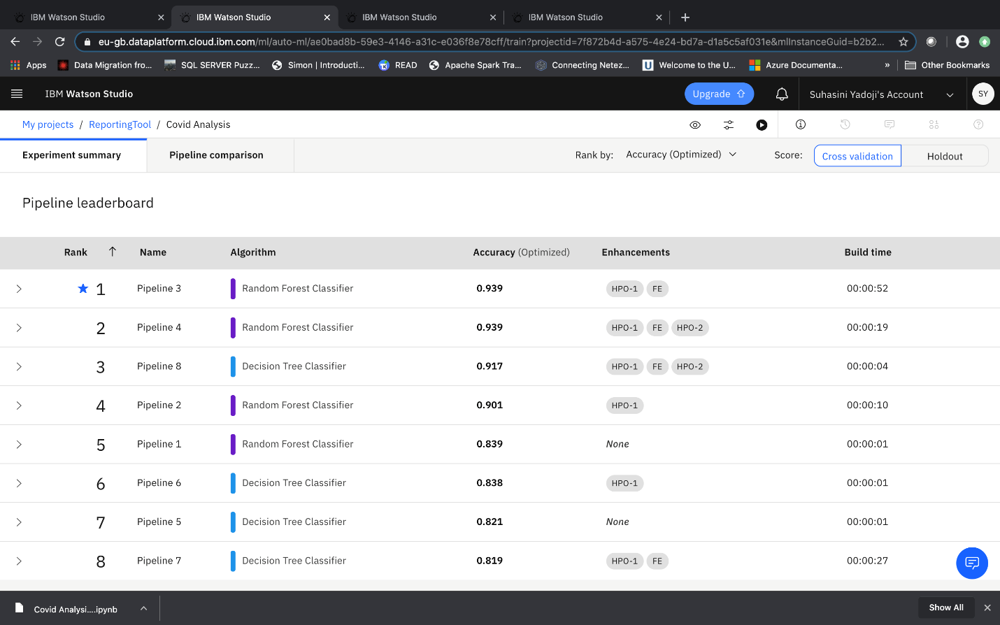 IBM Watson Studio IBM Watson Studio IBM Watson Studio IBM Watson Studio
eu-gb.dataplatform.cloud.ibm.com/ml/auto-ml/ae0bad8b-59e3-4146-a31c-e036f8e78cff/train?projectid=7f872b4d-a575-4e24-bd7a-d1a5c5af031e&mlInstanceGuid=b2b2...
Apps Data Migration fro... SQL SERVER Puzz... Simon | Introducti... READ Apache Spark Tra... Connecting Netez... Welcome to the U... Azure Documenta... » Other Bookmarks
IBM Watson Studio Upgrade Suhasini Yadoji's Account SY
My projects / ReportingTool / Covid Analysis
Experiment summary Pipeline comparison Rank by: Accuracy (Optimized) Score: Cross validation Holdout
Pipeline leaderboard
Rank Name Algorithm Accuracy (Optimized) Enhancements Build time
1 Pipeline 3 Random Forest Classifier 0.939 HPO-1 FE 00:00:52
2 Pipeline 4 Random Forest Classifier 0.939 HPO-1 FE HPO-2 00:00:19
3 Pipeline 8 Decision Tree Classifier 0.917 HPO-1 FE HPO-2 00:00:04
4 Pipeline 2 Random Forest Classifier 0.901 HPO-1 00:00:10
5 Pipeline 1 Random Forest Classifier 0.839 None 00:00:01
6 Pipeline 6 Decision Tree Classifier 0.838 HPO-1 00:00:01
7 Pipeline 5 Decision Tree Classifier 0.821 None 00:00:01
8 Pipeline 7 Decision Tree Classifier 0.819 HPO-1 FE 00:00:27
Covid Analysi....ipynb Show All